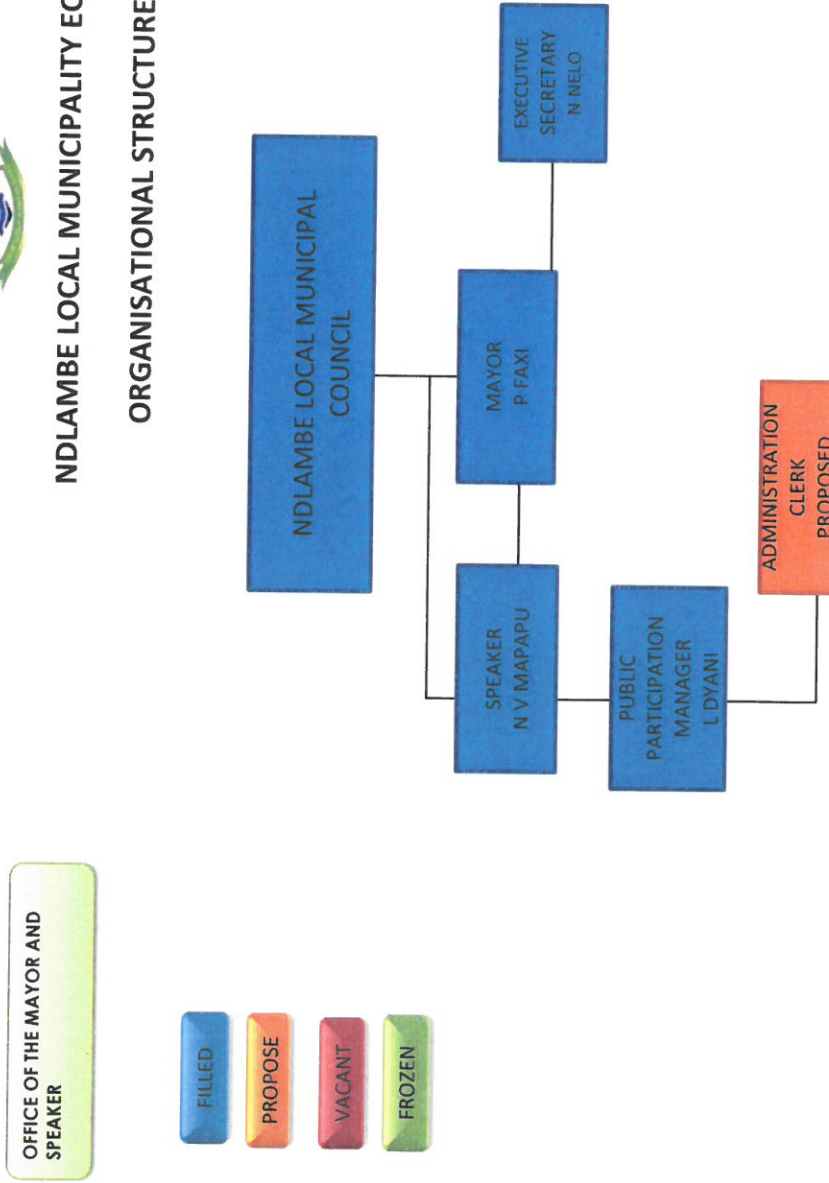 OFFICE OF THE MAYOR AND
SPEAKER
NDLAMBE LOCAL MUNICIPALITY EC
ORGANISATIONAL STRUCTURE
FILLED
PROPOSE
VACANT
FROZEN
NDLAMBE LOCAL MUNICIPAL
COUNCIL
SPEAKER
N V MAPAPU
MAYOR
P FAXI
EXECUTIVE
SECRETARY
N NELO
PUBLIC
PARTICIPATION
MANAGER
L DYANI
ADMINISTRATION
CLERK
PROPOSED